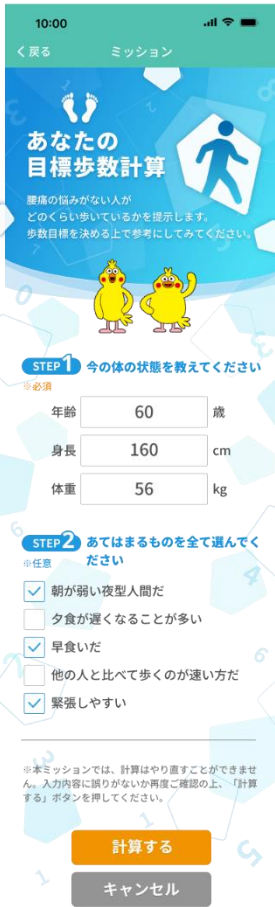 10:00
戻る ミッション
あなたの
目標歩数計算
腰痛の悩みがない人が
どのくらい歩いているかを提示します。
歩数目標を決める上で参考にしてみてください。
STEP1 今の体の状態を教えてください
※必須
年齢 60 歳
身長 160 cm
体重 56 kg
STEP2 あてはまるものを全て選んでく
※任意 ださい
朝が弱い夜型人間だ
夕食が遅くなることが多い
早食いだ
他の人と比べて歩くのが速い方だ
緊張しやすい
※本ミッションでは、計算はやり直すことができませ
ん。入力内容に誤りがないか再度ご確認の上、「計算
する」ボタンを押してください。
計算する
キャンセル